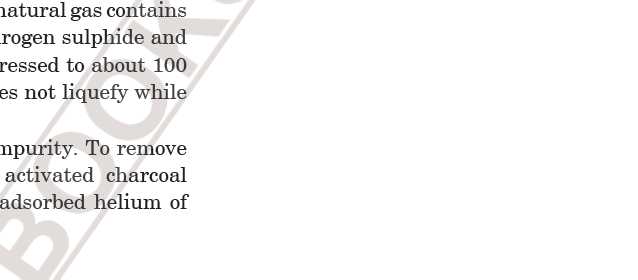 natural gas contains
rogen sulphide and
ressed to about 100
es not liquefy while
mpurity. To remove
activated charcoal
adsorbed helium of
BOOK